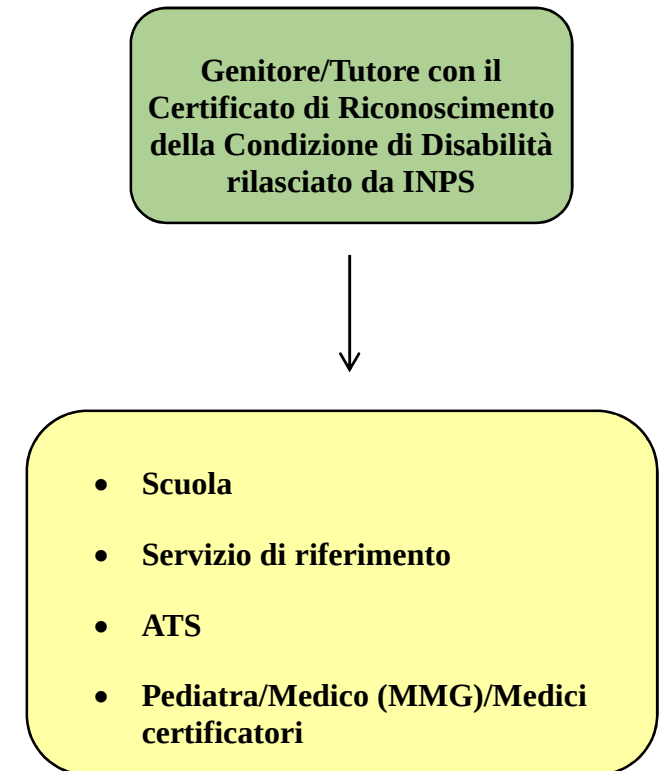 Genitore/Tutore con il
Certificato di Riconoscimento
della Condizione di Disabilità
rilasciato da INPS
• Scuola
• Servizio di riferimento
• ATS
• Pediatra/Medico (MMG)/Medici
certificatori